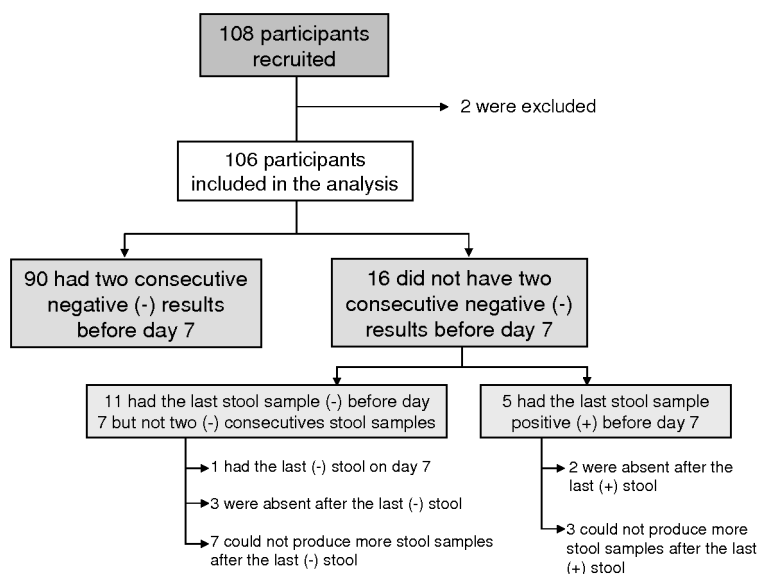 108 participants
recruited
2 were excluded
106 participants
included in the analysis
90 had two consecutive
negative (-) results
before day 7
16 did not have two
consecutive negative (-)
results before day 7
11 had the last stool sample (-) before day
7 but not two (-) consecutives stool samples
5 had the last stool sample
positive (+) before day 7
1 had the last (-) stool on day 7
3 were absent after the last (-) stool
7 could not produce more stool samples
after the last (-) stool
2 were absent after the
last (+) stool
3 could not produce more
stool samples after the last
(+) stool